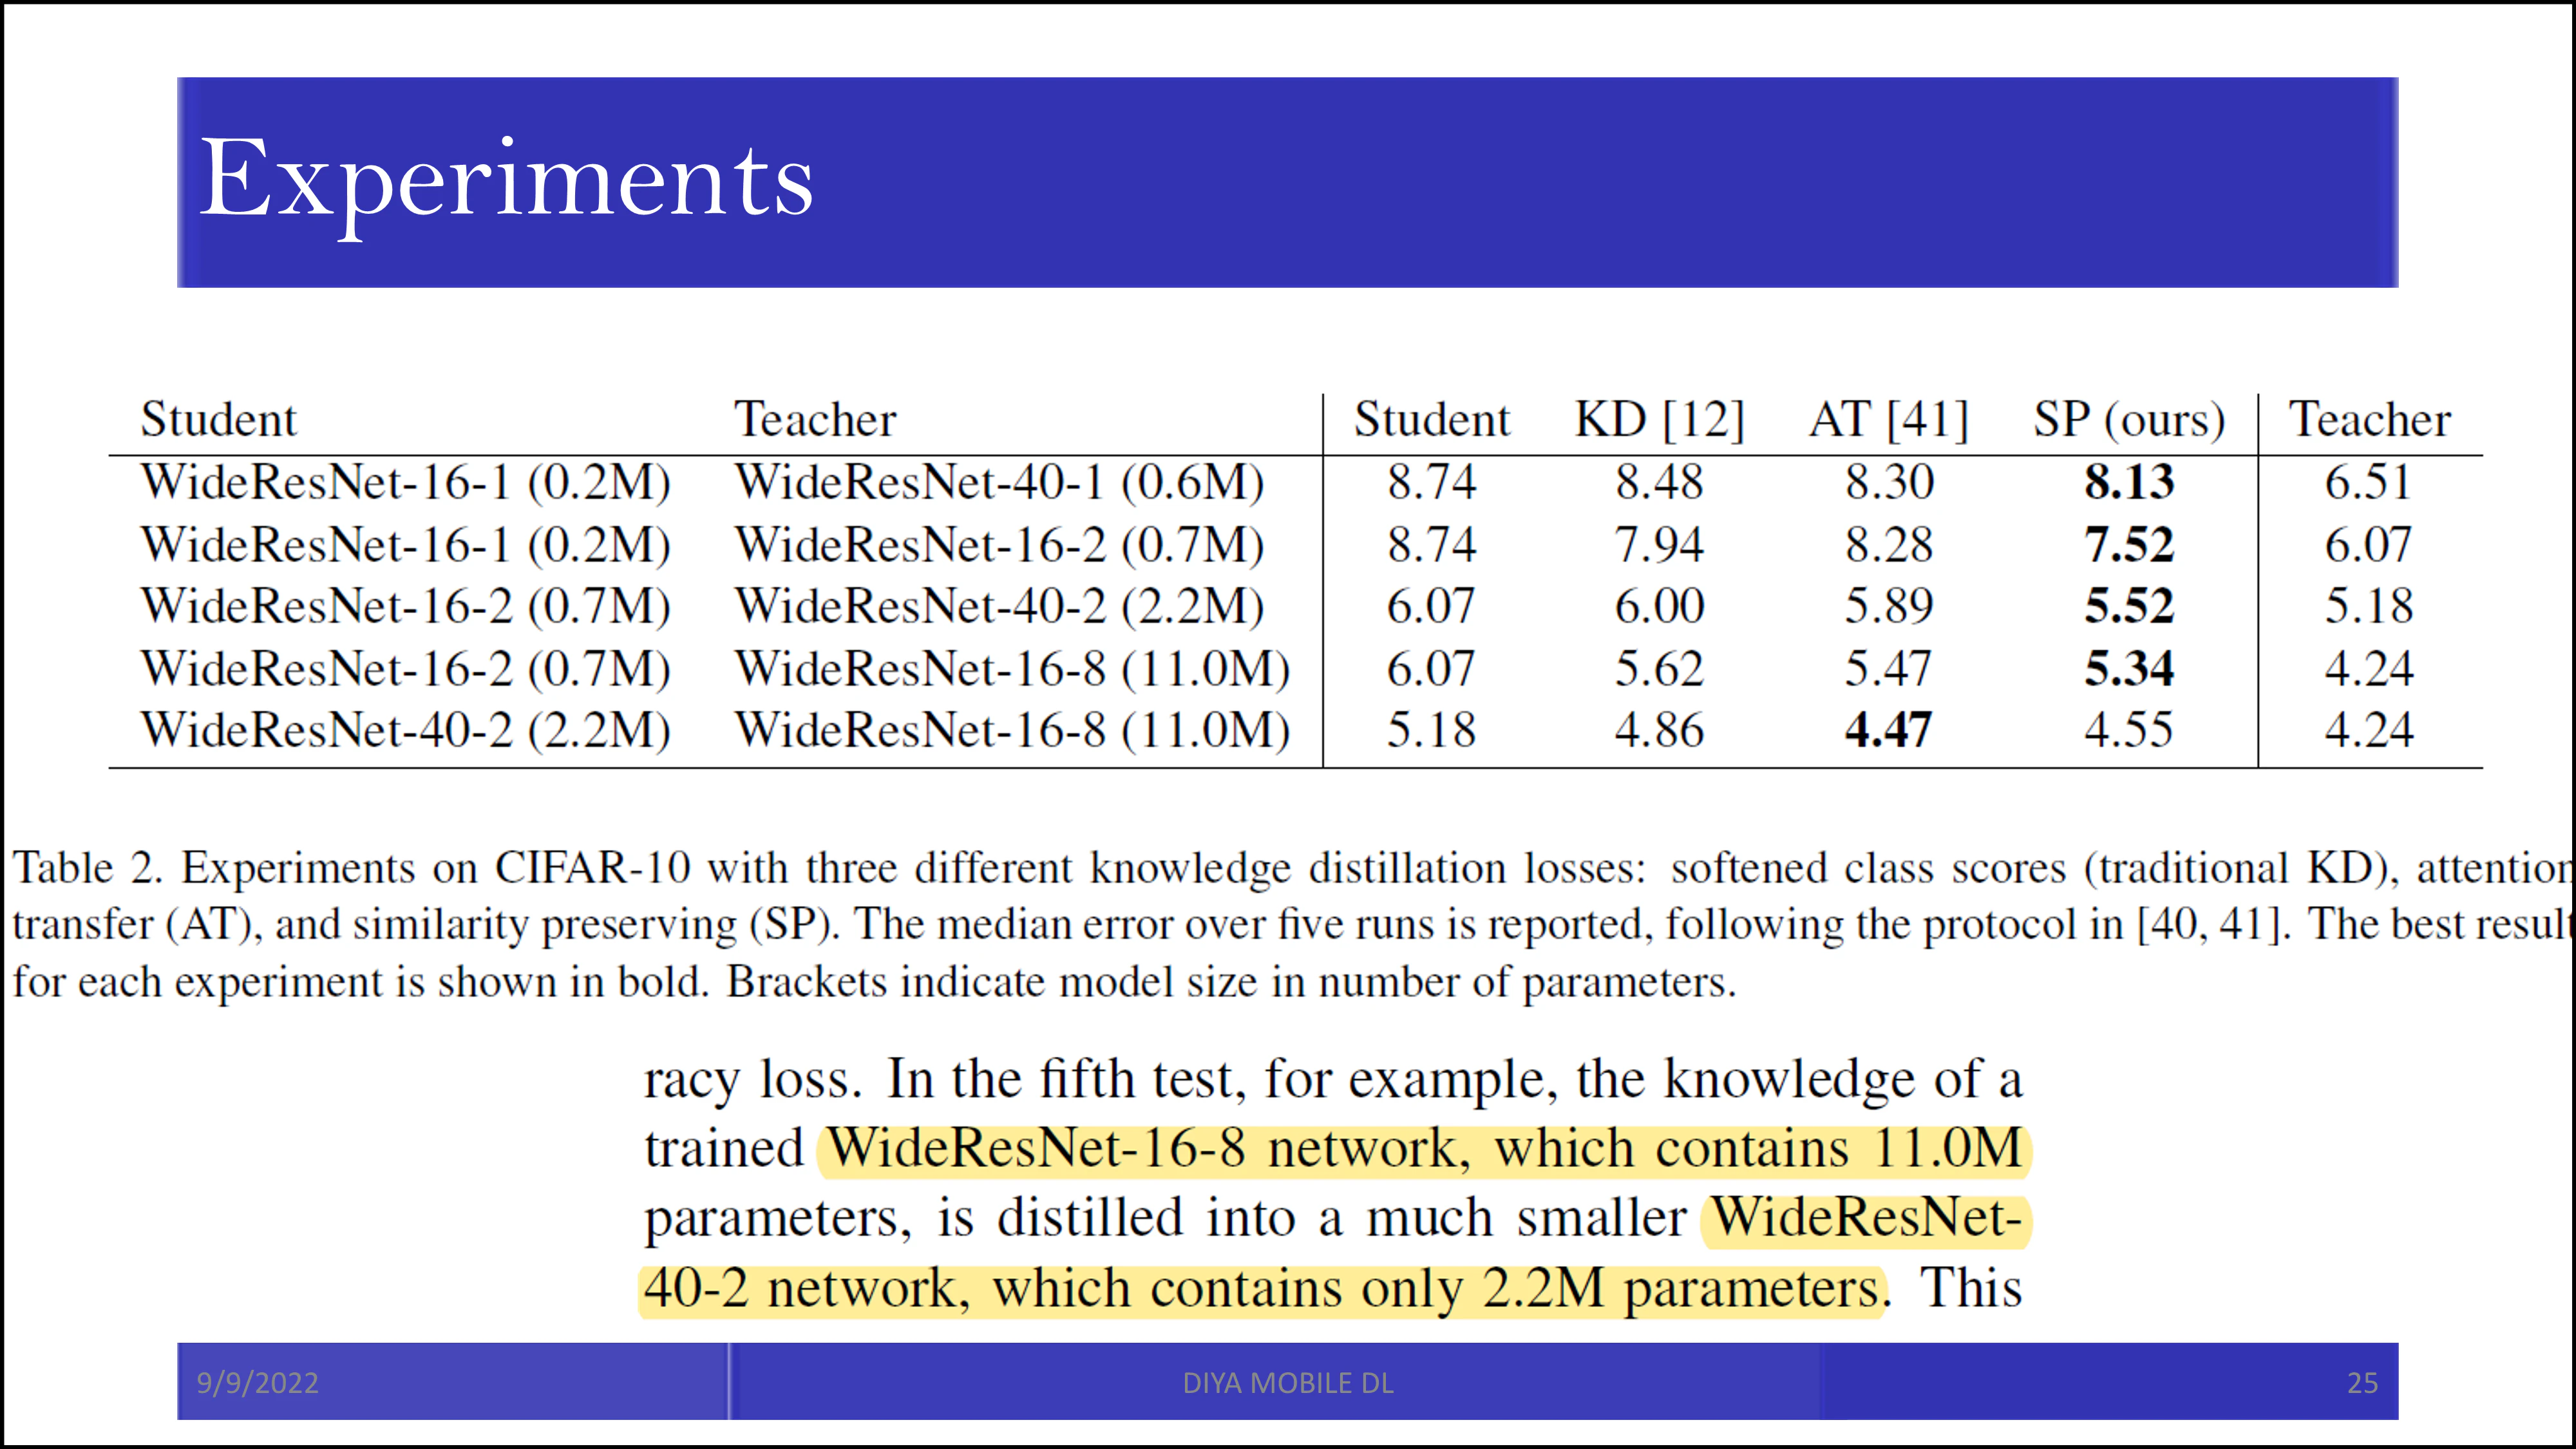 Experiments
Student Teacher Student KD [12] AT [41] SP (ours) Teacher
WideResNet-16-1 (0.2M) WideResNet-40-1 (0.6M) 8.74 8.48 8.30 8.13 6.51
WideResNet-16-1 (0.2M) WideResNet-16-2 (0.7M) 8.74 7.94 8.28 7.52 6.07
WideResNet-16-2 (0.7M) WideResNet-40-2 (2.2M) 6.07 6.00 5.89 5.52 5.18
WideResNet-16-2 (0.7M) WideResNet-16-8 (11.0M) 6.07 5.62 5.47 5.34 4.24
WideResNet-40-2 (2.2M) WideResNet-16-8 (11.0M) 5.18 4.86 4.47 4.55 4.24
Table 2. Experiments on CIFAR-10 with three different knowledge distillation losses: softened class scores (traditional KD), attention
transfer (AT), and similarity preserving (SP). The median error over five runs is reported, following the protocol in [40, 41]. The best result
for each experiment is shown in bold. Brackets indicate model size in number of parameters.
racy loss. In the fifth test, for example, the knowledge of a
trained WideResNet-16-8 network, which contains 11.0M
parameters, is distilled into a much smaller WideResNet-
40-2 network, which contains only 2.2M parameters. This
9/9/2022 DIYA MOBILE DL 25